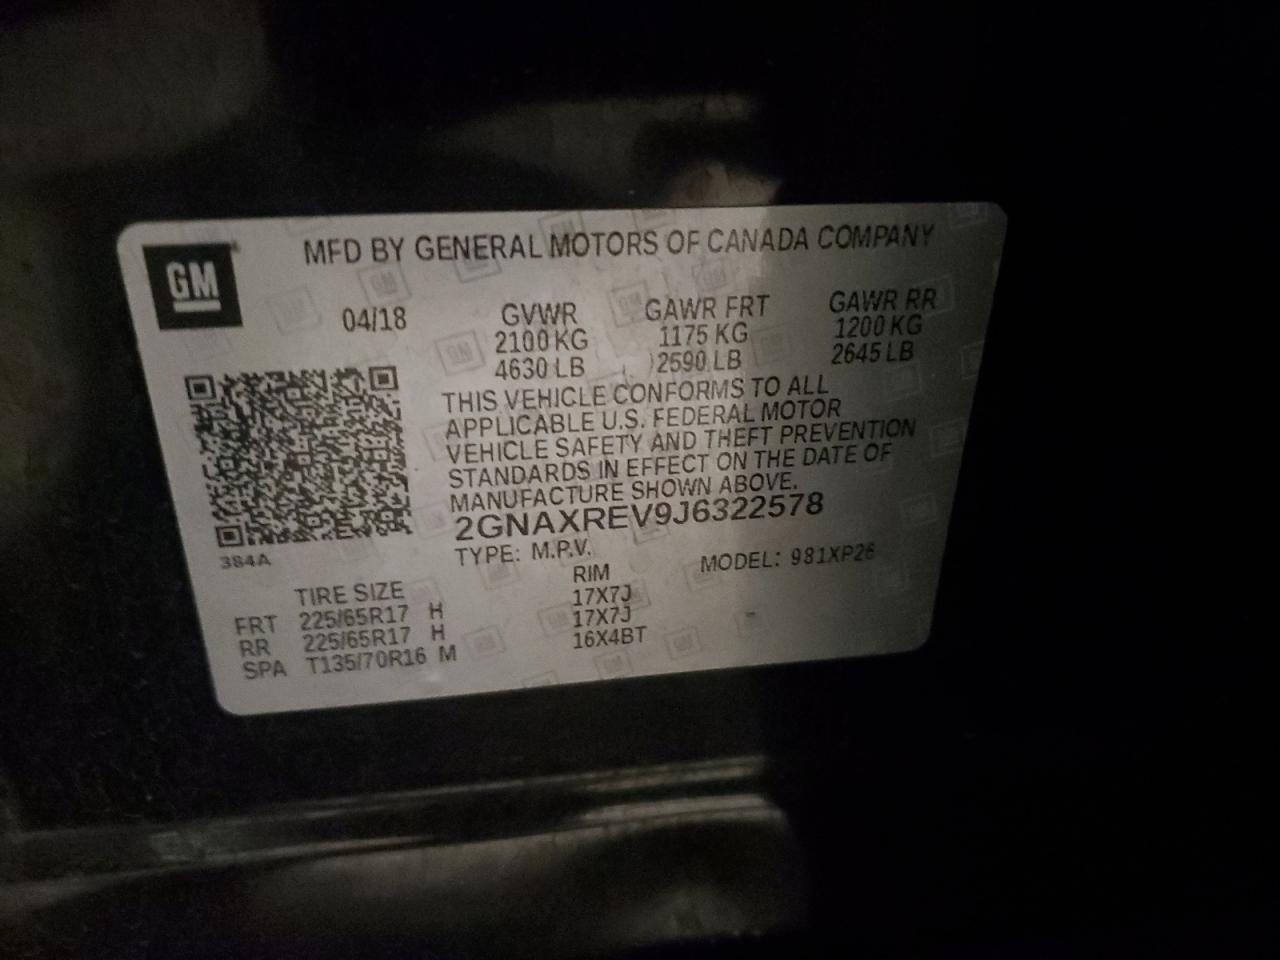 MFD BY GENERAL MOTORS OF CANADA COMPANY
GM
04/18 GVWR GAWR FRT GAWR RR
2100 KG 1175 KG 1200 KG
4630 LB 2590 LB 2645 LB
THIS VEHICLE CONFORMS TO ALL
APPLICABLE U.S. FEDERAL MOTOR
VEHICLE SAFETY AND THEFT PREVENTION
STANDARDS IN EFFECT ON THE DATE OF
MANUFACTURE SHOWN ABOVE.
2GNAXREV9J6322578
384A
TYPE: M.P.V. MODEL: 981XP26
TIRE SIZE RIM
FRT 225/65R17 H 17X7J
RR 225/65R17 H 17X7J
SPA T135/70R16 M 16X4BT